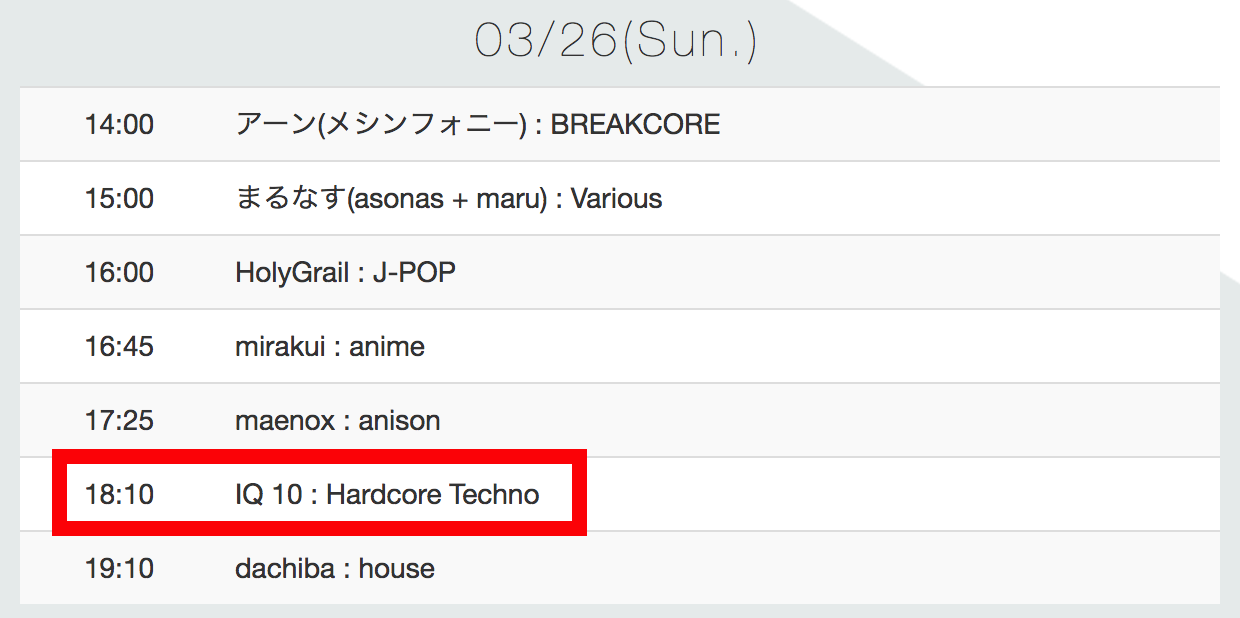 03/26(Sun.)
14:00 アーン(メシンフォニー) : BREAKCORE
15:00 まるなす(asonas + maru) : Various
16:00 HolyGrail : J-POP
16:45 mirakui : anime
17:25 maenox : anison
18:10 IQ 10 : Hardcore Techno
19:10 dachiba : house